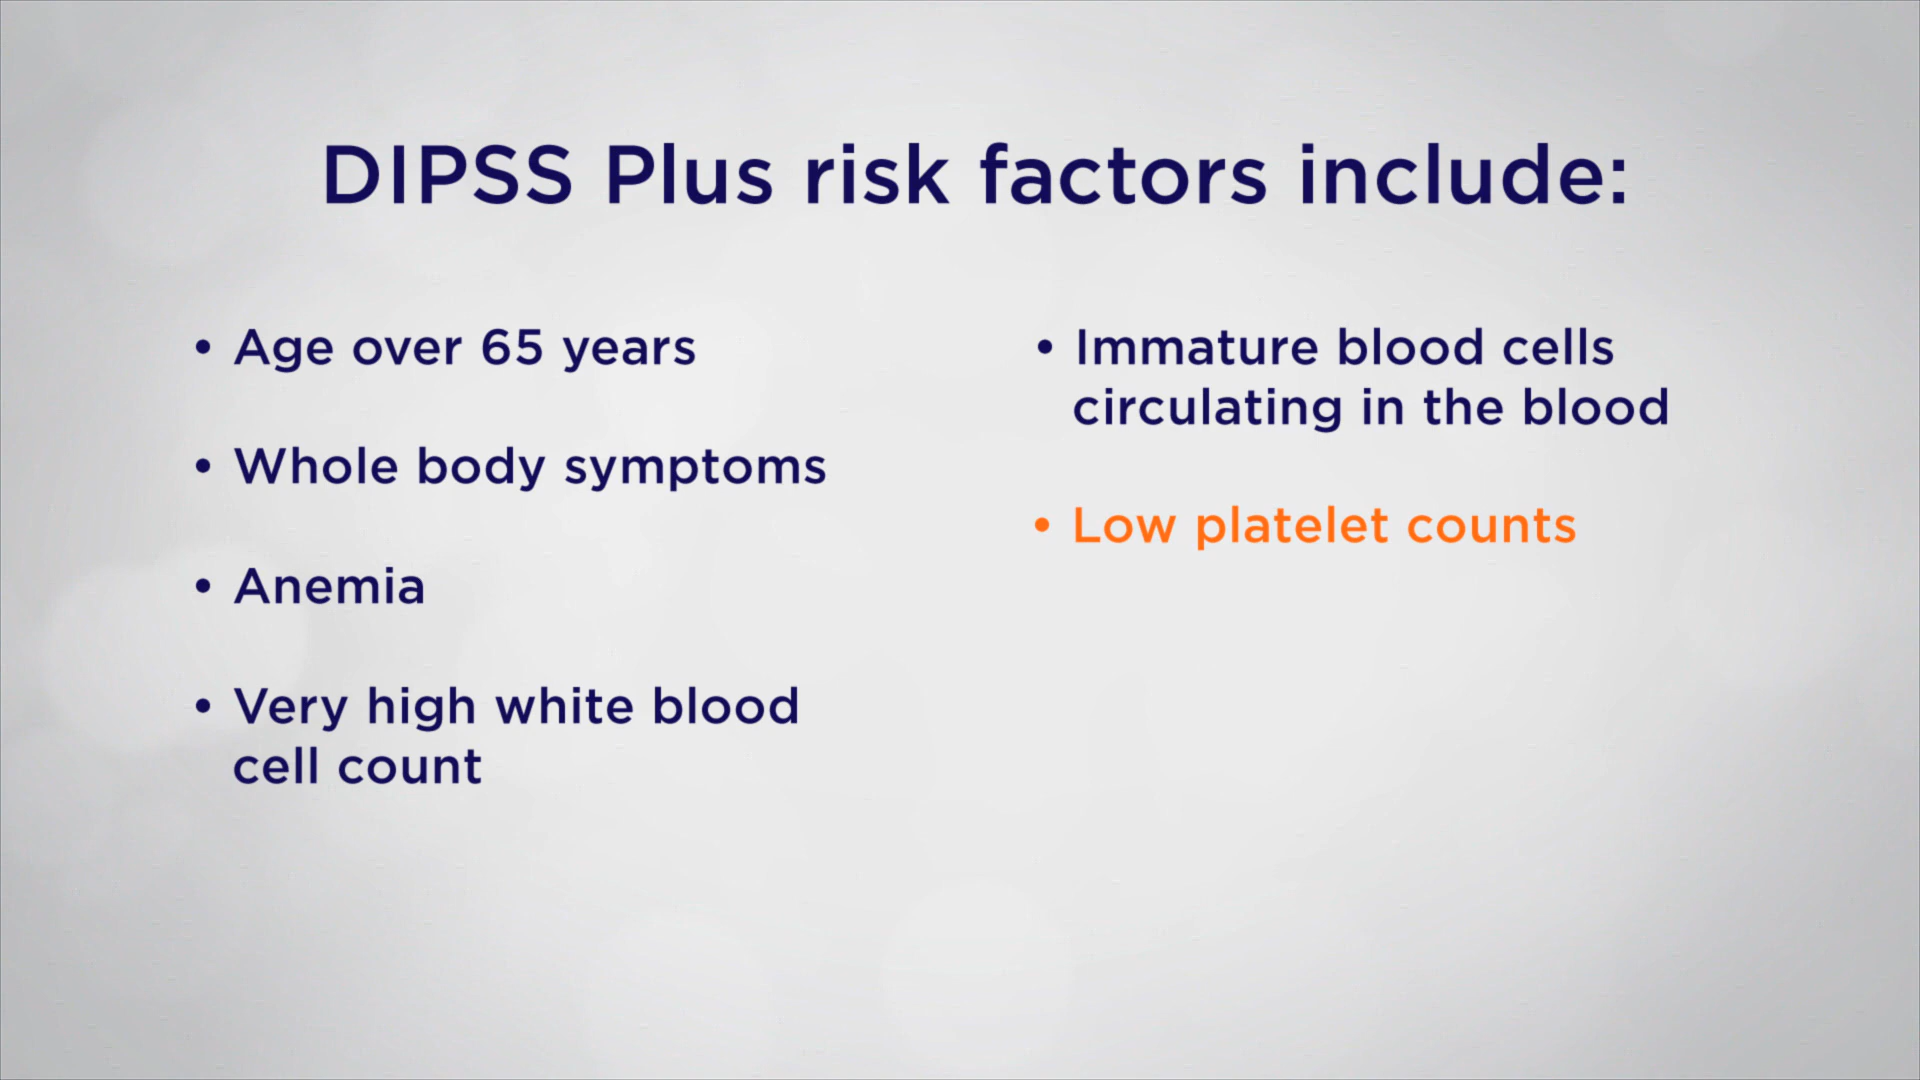 DIPSS Plus risk factors include:
• Age over 65 years
• Whole body symptoms
• Anemia
• Very high white blood
cell count
• Immature blood cells
circulating in the blood
• Low platelet counts